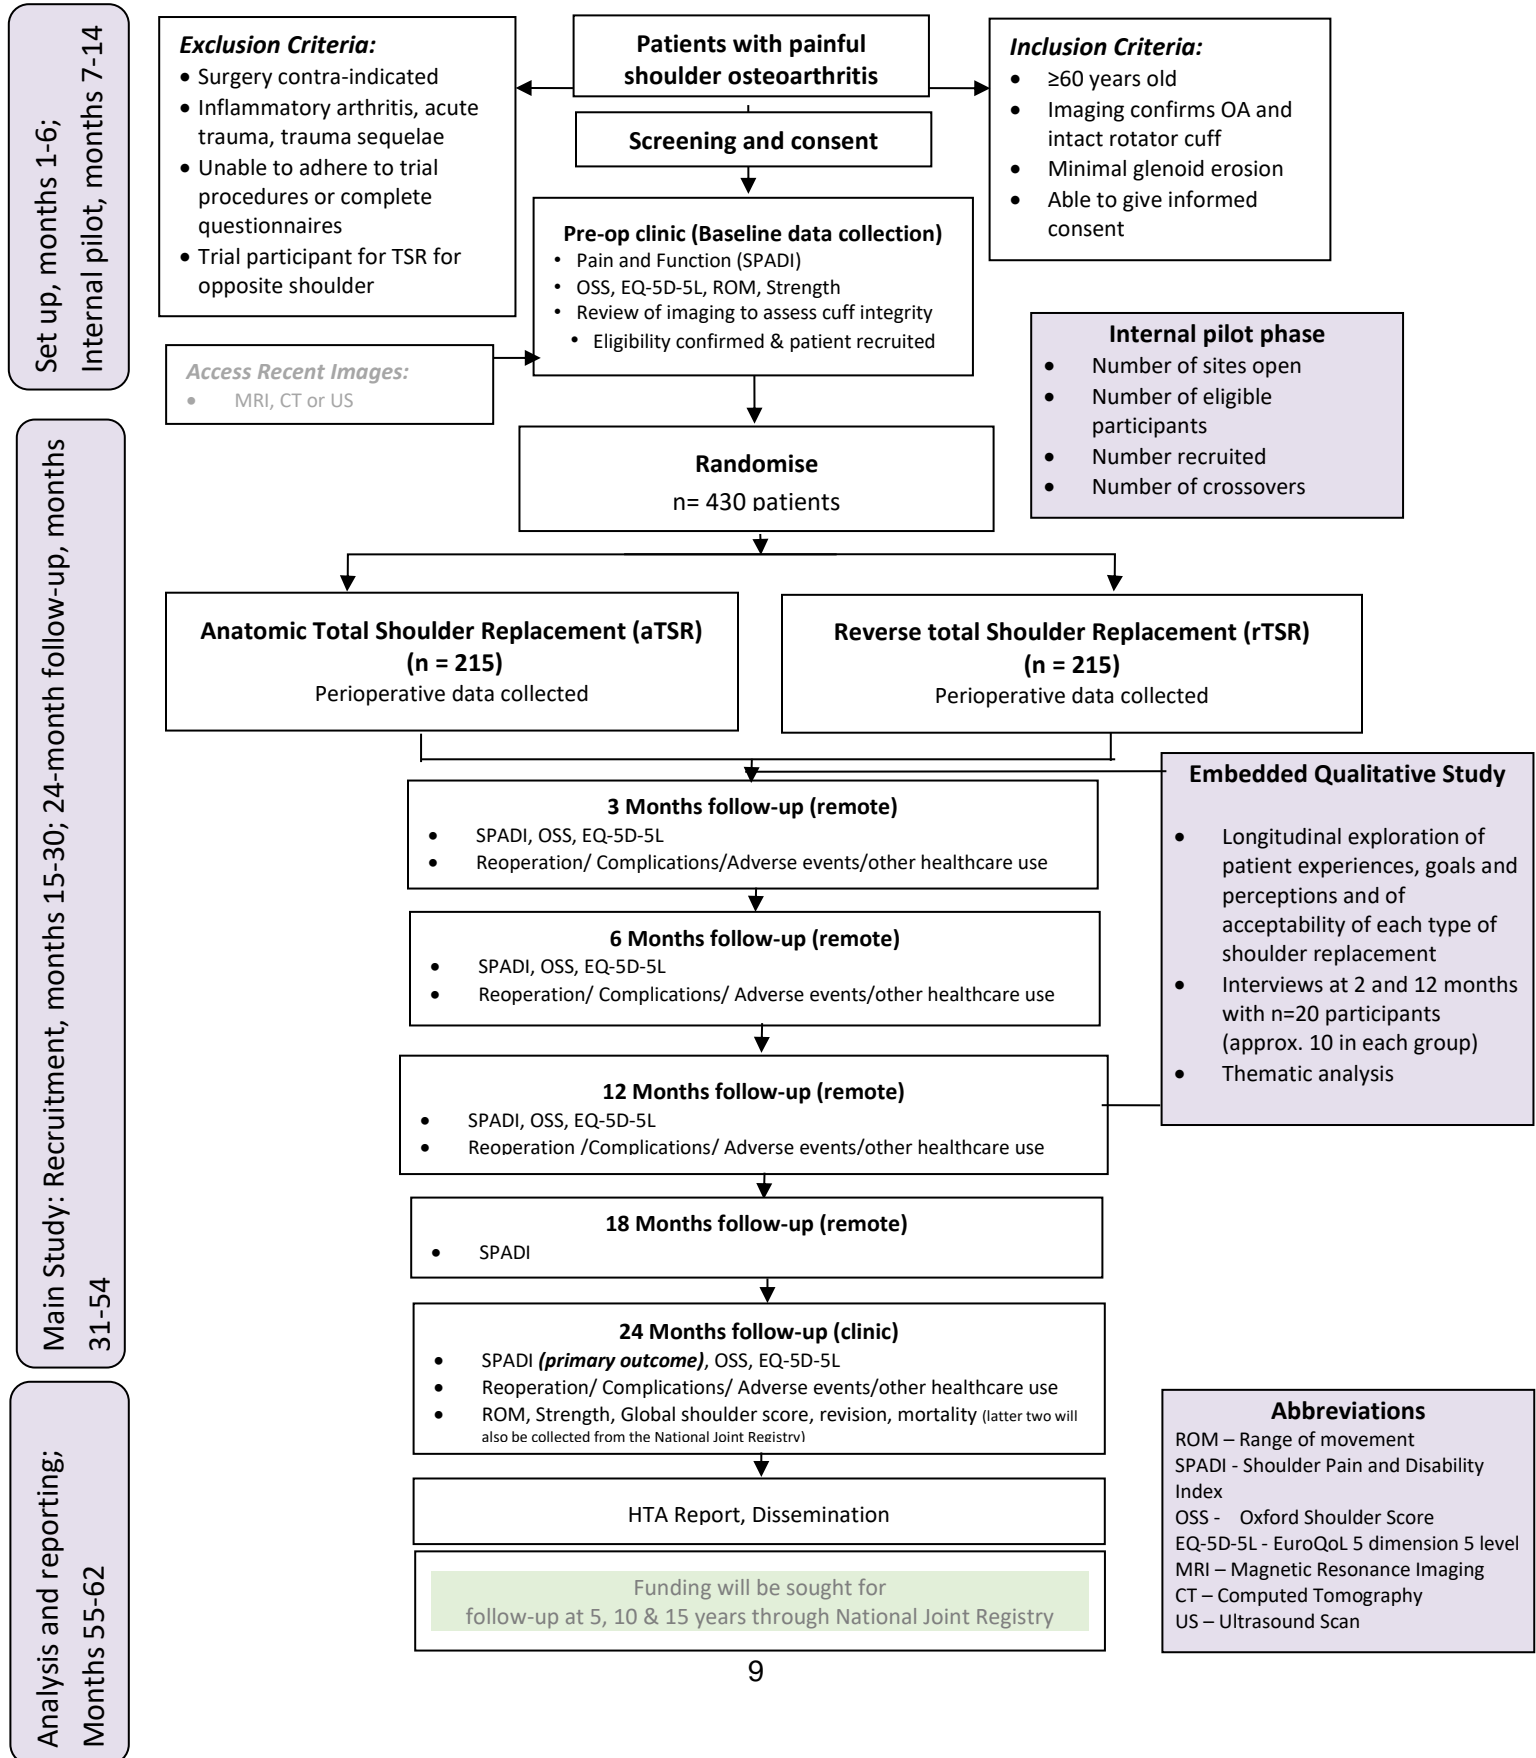 Set up, months 1-6;
Internal pilot, months 7-14
Exclusion Criteria:
• Surgery contra-indicated
• Inflammatory arthritis, acute
trauma, trauma sequelae
• Unable to adhere to trial
procedures or complete
questionnaires
• Trial participant for TSR for
opposite shoulder
Patients with painful
shoulder osteoarthritis
Inclusion Criteria:
• ≥60 years old
• Imaging confirms OA and
intact rotator cuff
• Minimal glenoid erosion
• Able to give informed
consent
Screening and consent
Pre-op clinic (Baseline data collection)
• Pain and Function (SPADI)
• OSS, EQ-5D-5L, ROM, Strength
• Review of imaging to assess cuff integrity
• Eligibility confirmed & patient recruited
Access Recent Images:
• MRI, CT or US
Internal pilot phase
• Number of sites open
• Number of eligible
participants
• Number recruited
• Number of crossovers
Main Study: Recruitment, months 15-30; 24-month follow-up, months
31-54
Randomise
n= 430 patients
Anatomic Total Shoulder Replacement (aTSR)
(n = 215)
Perioperative data collected
Reverse total Shoulder Replacement (rTSR)
(n = 215)
Perioperative data collected
3 Months follow-up (remote)
• SPADI, OSS, EQ-5D-5L
• Reoperation/ Complications/Adverse events/other healthcare use
Embedded Qualitative Study
• Longitudinal exploration of
patient experiences, goals and
perceptions and of
acceptability of each type of
shoulder replacement
• Interviews at 2 and 12 months
with n=20 participants
(approx. 10 in each group)
• Thematic analysis
6 Months follow-up (remote)
• SPADI, OSS, EQ-5D-5L
• Reoperation/ Complications/ Adverse events/other healthcare use
12 Months follow-up (remote)
• SPADI, OSS, EQ-5D-5L
• Reoperation /Complications/ Adverse events/other healthcare use
18 Months follow-up (remote)
• SPADI
24 Months follow-up (clinic)
• SPADI (primary outcome), OSS, EQ-5D-5L
• Reoperation/ Complications/ Adverse events/other healthcare use
• ROM, Strength, Global shoulder score, revision, mortality (latter two will
also be collected from the National Joint Registry)
Analysis and reporting;
Months 55-62
HTA Report, Dissemination
Funding will be sought for
follow-up at 5, 10 & 15 years through National Joint Registry
Abbreviations
ROM – Range of movement
SPADI - Shoulder Pain and Disability
Index
OSS - Oxford Shoulder Score
EQ-5D-5L - EuroQoL 5 dimension 5 level
MRI – Magnetic Resonance Imaging
CT – Computed Tomography
US – Ultrasound Scan
9